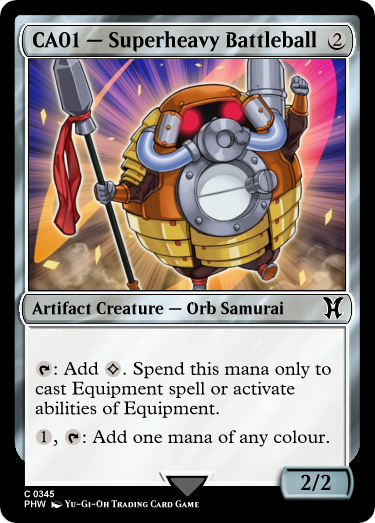 CA01 — Superheavy Battleball 2
Artifact Creature — Orb Samurai
: Add . Spend this mana only to
cast Equipment spell or activate
abilities of Equipment.
1, : Add one mana of any colour.
2/2
C 0345
PHW Yu-Gi-Oh Trading Card Game